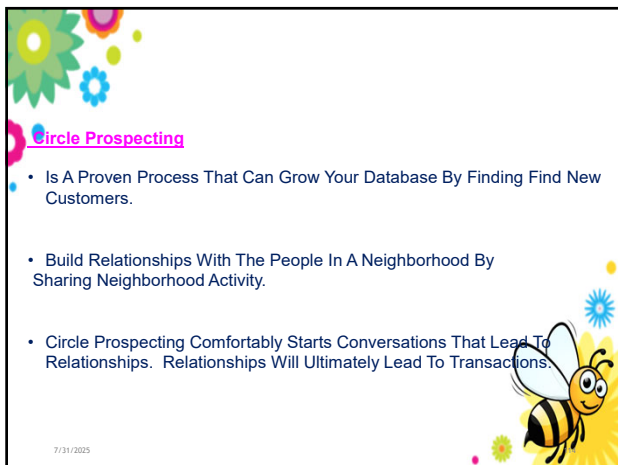 Circle Prospecting
• Is A Proven Process That Can Grow Your Database By Finding Find New
Customers.
• Build Relationships With The People In A Neighborhood By
Sharing Neighborhood Activity.
• Circle Prospecting Comfortably Starts Conversations That Lead To
Relationships.  Relationships Will Ultimately Lead To Transactions.
7/31/2025